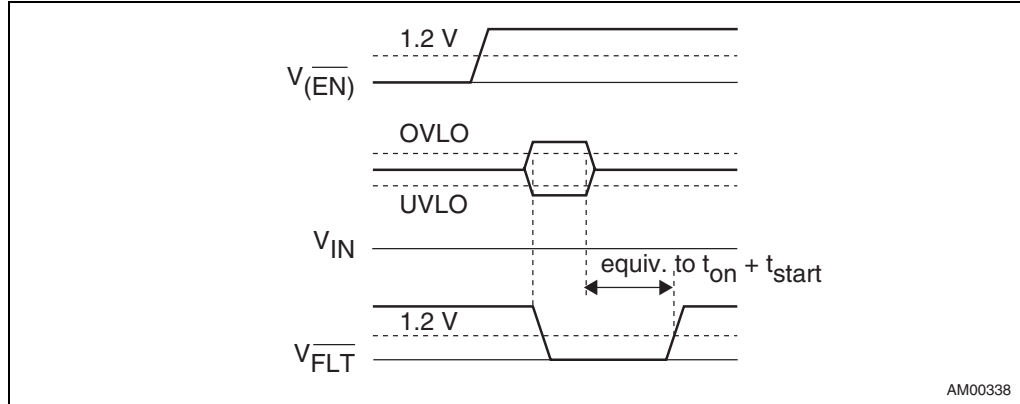 1.2 V
V(EN)
OVLO
UVLO
VIN
equiv. to ton + tstart
1.2 V
VFLT
AM00338